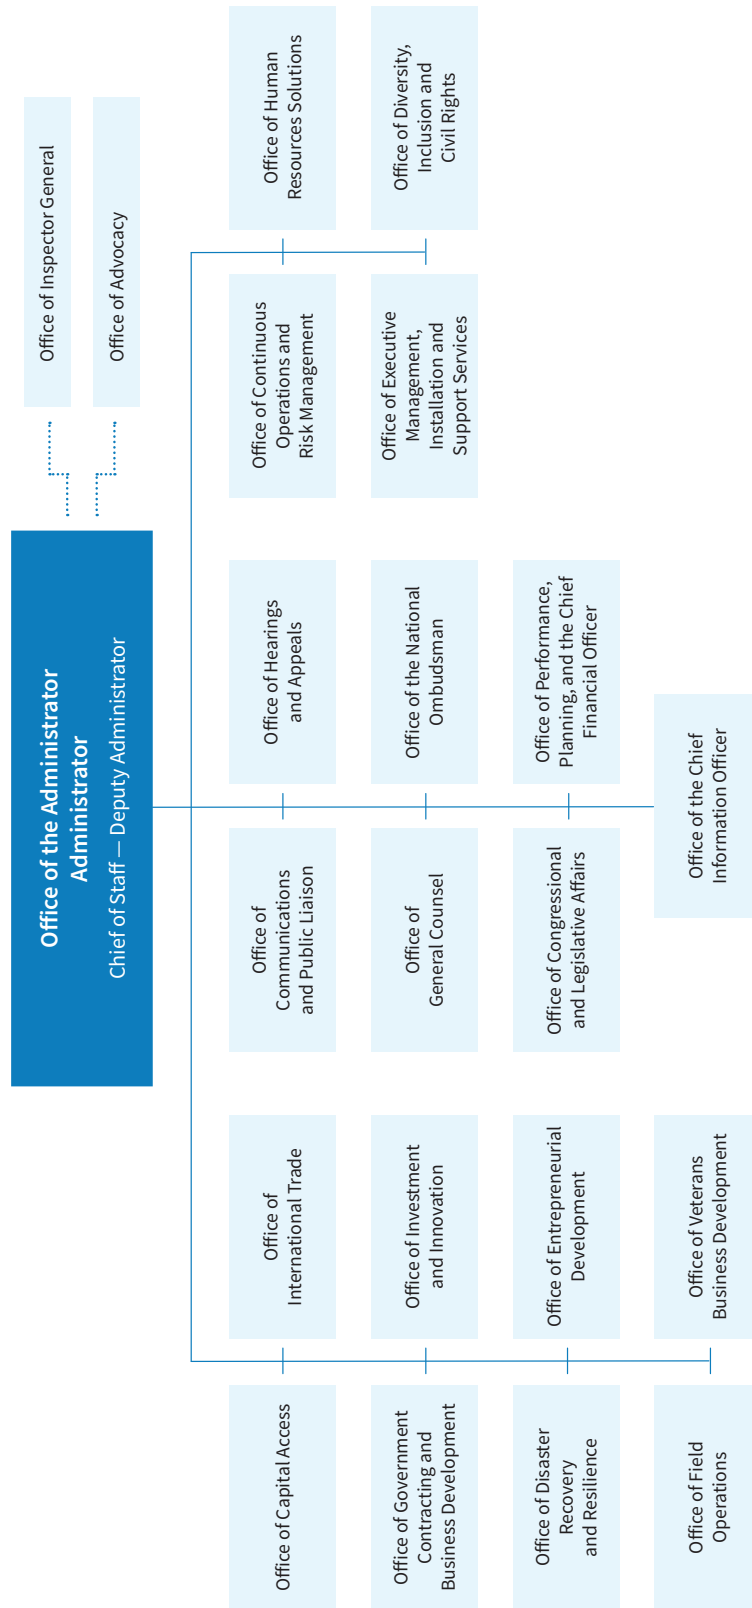 Office of the Administrator
Administrator
Chief of Staff — Deputy Administrator
Office of Inspector General
Office of Advocacy
Office of Capital Access
Office of
International Trade
Office of Government
Contracting and
Business Development
Office of Investment
and Innovation
Office of Disaster
Recovery
and Resilience
Office of Entrepreneurial
Development
Office of Field
Operations
Office of Veterans
Business Development
Office of
Communications
and Public Liaison
Office of Hearings
and Appeals
Office of
General Counsel
Office of the National
Ombudsman
Office of Congressional
and Legislative Affairs
Office of Performance,
Planning, and the Chief
Financial Officer
Office of the Chief
Information Officer
Office of Continuous
Operations and
Risk Management
Office of Human
Resources Solutions
Office of Executive
Management,
Installation and
Support Services
Office of Diversity,
Inclusion and
Civil Rights